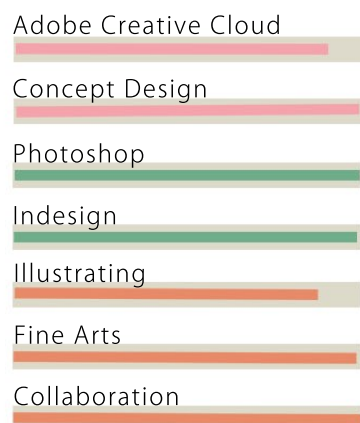 Adobe Creative Cloud
Concept Design
Photoshop
Indesign
Illustrating
Fine Arts
Collaboration